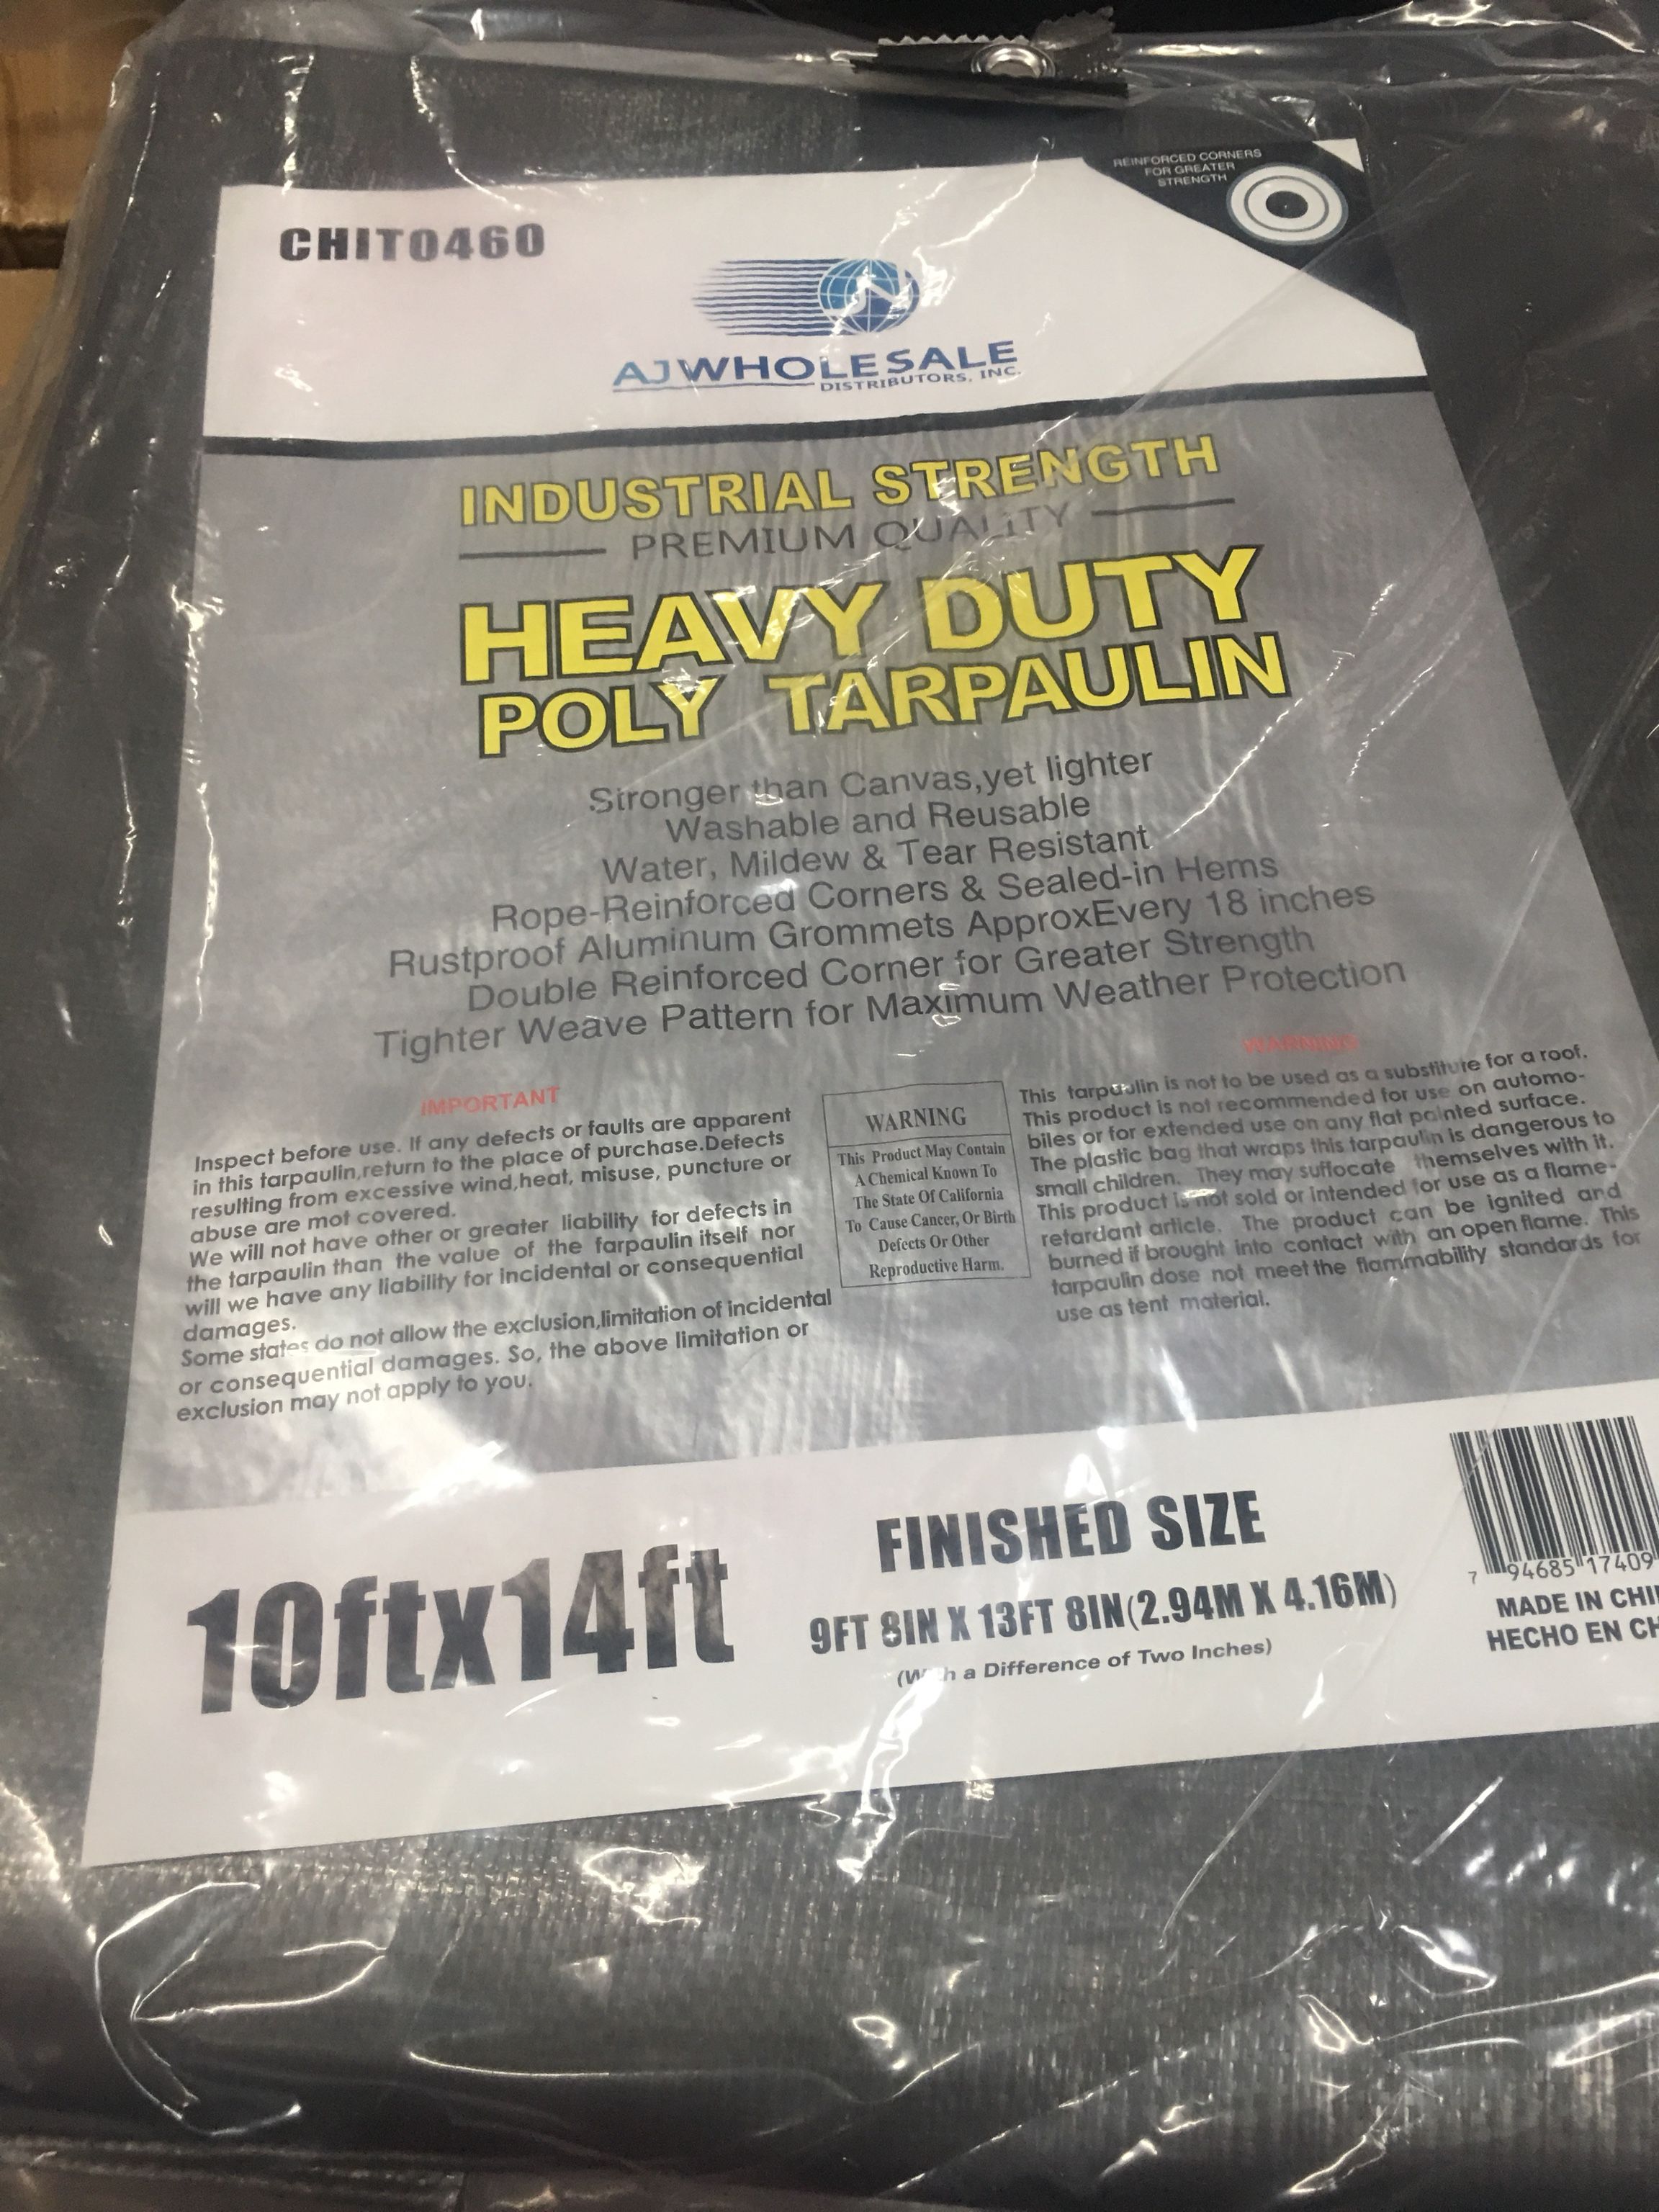 REINFORCED CORNERS
FOR GREATER
STRENGTH
CHIT0460
AJWHOLESALE
DISTRIBUTORS, INC.
INDUSTRIAL STRENGTH
PREMIUM QUALITY
HEAVY DUTY
POLY TARPAULIN
Stronger than Canvas,yet lighter
Washable and Reusable
Water, Mildew & Tear Resistant
Rope-Reinforced Corners & Sealed-in Hems
Rustproof Aluminum Grommets ApproxEvery 18 inches
Double Reinforced Corner for Greater Strength
Tighter Weave Pattern for Maximum Weather Protection
IMPORTANT
Inspect before use. If any defects or faults are apparent
in this tarpaulin,return to the place of purchase.Defects
resulting from excessive wind,heat, misuse, puncture or
abuse are mot covered.
We will not have other or greater liability for defects in
the tarpaulin than the value of the farpaulin itself nor
will we have any liability for incidental or consequential
damages.
Some states do not allow the exclusion,limitation of incidental
or consequential damages. So, the above limitation or
exclusion may not apply to you.
WARNING
This Product May Contain
A Chemical Known To
The State Of California
To Cause Cancer, Or Birth
Defects Or Other
Reproductive Harm.
WARNING
This tarpaulin is not to be used as a substitute for a roof.
This product is not recommended for use on automo-
biles or for extended use on any flat painted surface.
The plastic bag that wraps this tarpaulin is dangerous to
small children. They may suffocate themselves with it.
This product is not sold or intended for use as a flame-
retardant article. The product can be ignited and
burned if brought into contact with an open flame. This
tarpaulin dose not meet the flammability standards for
use as tent material.
10ftx14ft
FINISHED SIZE
9FT 8IN X 13FT 8IN(2.94M X 4.16M)
(With a Difference of Two Inches)
7 94685 17409
MADE IN CHI
HECHO EN CH